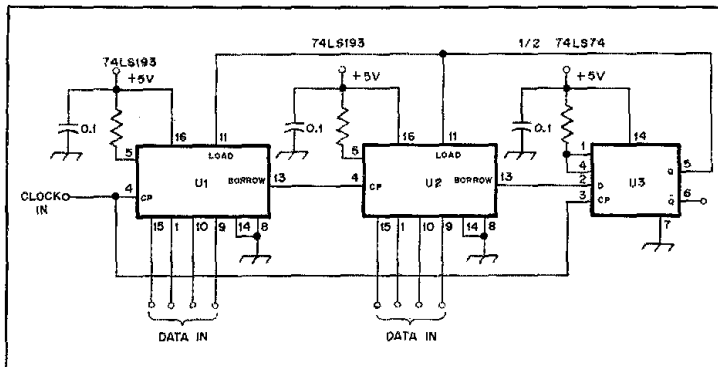 74LS193
74LS193
1/2 74LS74
+5V
+5V
+5V
0.1
0.1
0.1
16
11
16
11
14
5
LOAD
5
LOAD
1
4
2
3
CLOCK IN
4
CP
U1
BORROW
13
4
CP
U2
BORROW
13
D
CP
U3
Q
5
Q
6
7
15
1
10
9
14
8
15
1
10
9
14
8
DATA IN
DATA IN